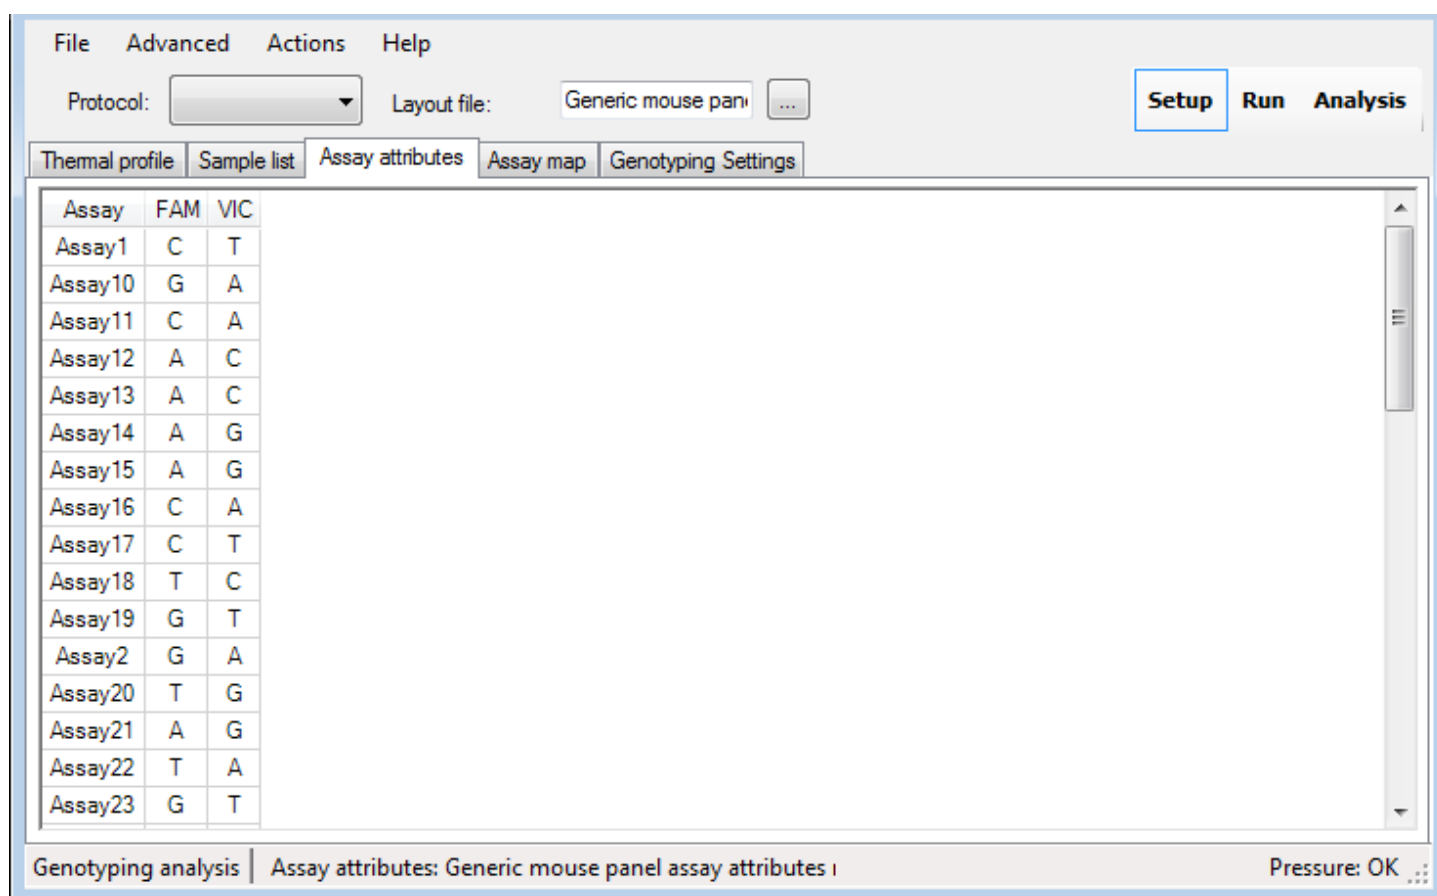 File Advanced Actions Help
Protocol: Layout file: Generic mouse pan ... Setup Run Analysis
Thermal profile Sample list Assay attributes Assay map Genotyping Settings
Assay FAM VIC
Assay1 C T
Assay10 G A
Assay11 C A
Assay12 A C
Assay13 A C
Assay14 A G
Assay15 A G
Assay16 C A
Assay17 C T
Assay18 T C
Assay19 G T
Assay2 G A
Assay20 T G
Assay21 A G
Assay22 T A
Assay23 G T
Genotyping analysis Assay attributes: Generic mouse panel assay attributes Pressure: OK